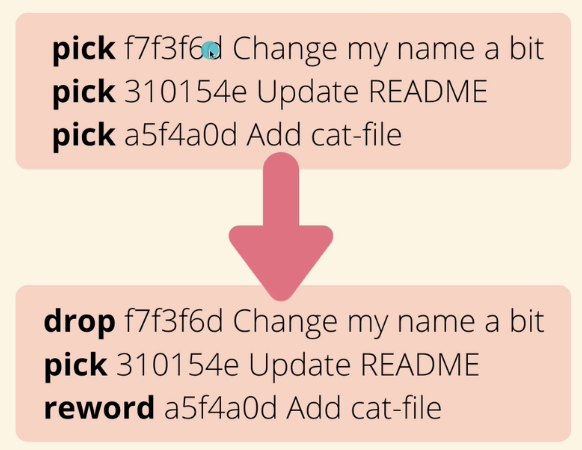 pick f7f3f6d Change my name a bit
pick 310154e Update README
pick a5f4a0d Add cat-file
drop f7f3f6d Change my name a bit
pick 310154e Update README
reword a5f4a0d Add cat-file